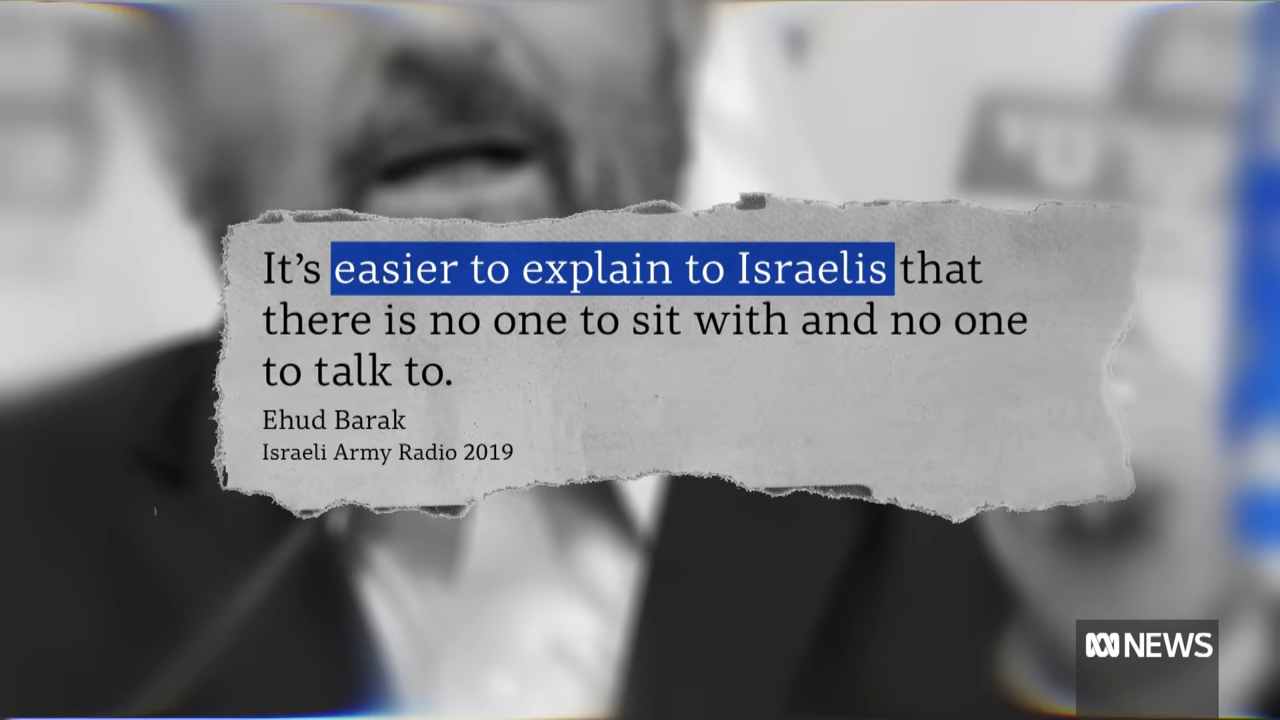 It’s easier to explain to Israelis that
there is no one to sit with and no one
to talk to.
Ehud Barak
Israeli Army Radio 2019
NEWS